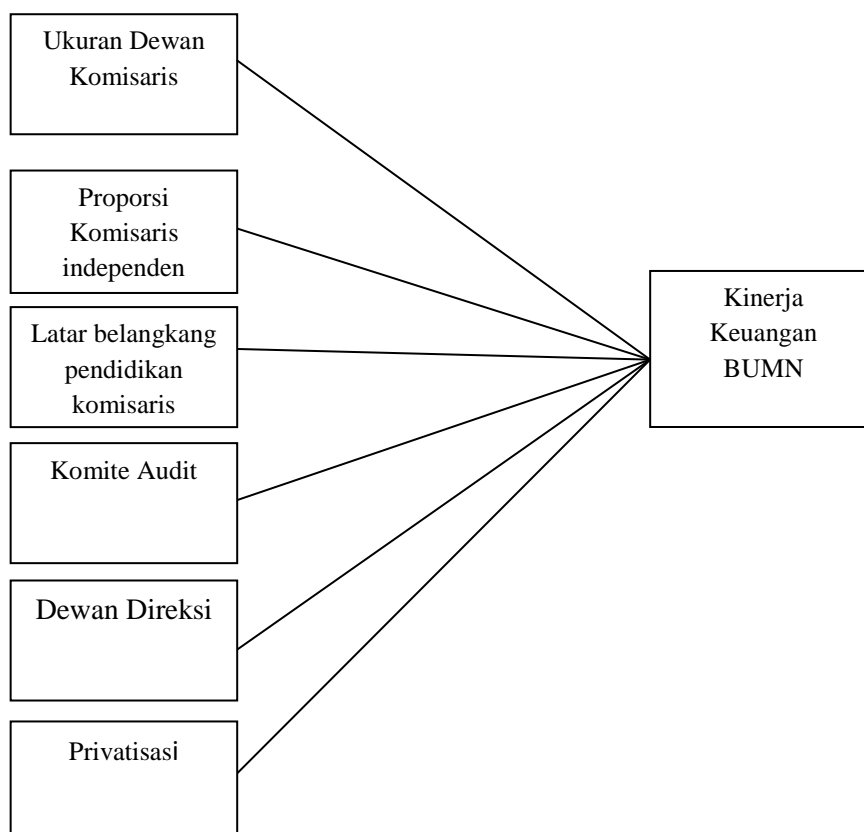 Ukuran Dewan
Komisaris
Proporsi
Komisaris
independen
Latar belangkang
pendidikan
komisaris
Komite Audit
Dewan Direksi
Privatisasi
Kinerja
Keuangan
BUMN